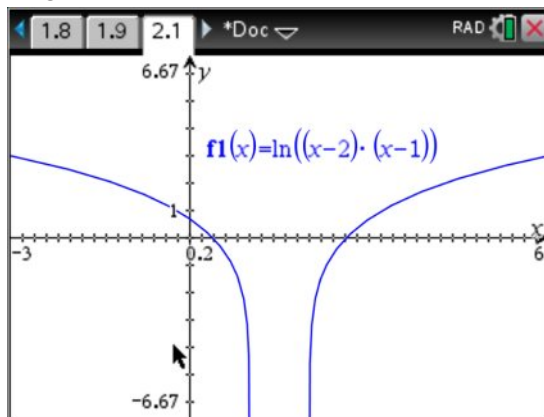 1.8 1.9 2.1 *Doc RAD
6.67 y
f1(x)=ln((x-2)·(x-1))
1
x
-3 0.2 6
-6.67